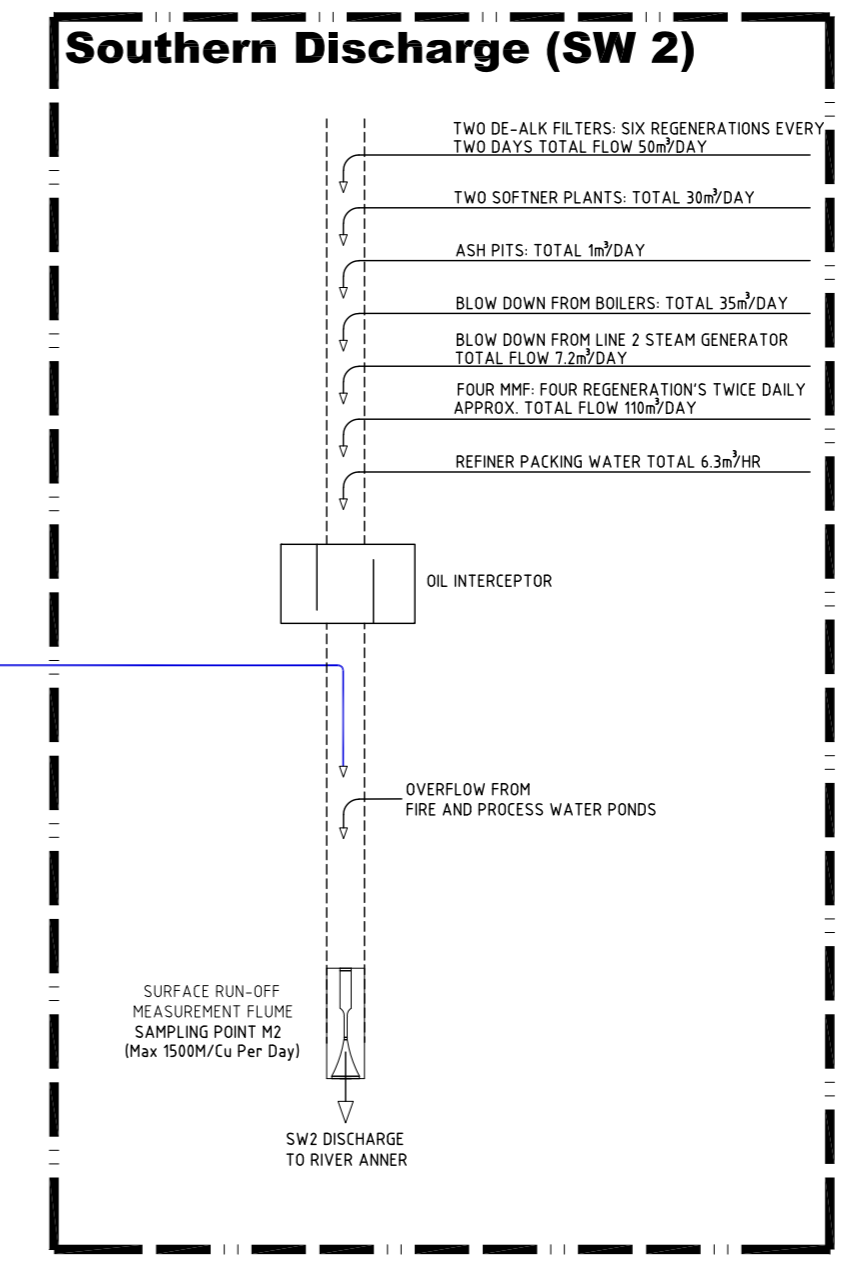 Southern Discharge (SW 2)
TWO DE-ALK FILTERS: SIX REGENERATIONS EVERY
TWO DAYS TOTAL FLOW 50m³/DAY
TWO SOFTNER PLANTS: TOTAL 30m³/DAY
ASH PITS: TOTAL 1m³/DAY
BLOW DOWN FROM BOILERS: TOTAL 35m³/DAY
BLOW DOWN FROM LINE 2 STEAM GENERATOR
TOTAL FLOW 7.2m³/DAY
FOUR MMF: FOUR REGENERATION'S TWICE DAILY
APPROX. TOTAL FLOW 110m³/DAY
REFINER PACKING WATER TOTAL 6.3m³/HR
OIL INTERCEPTOR
OVERFLOW FROM
FIRE AND PROCESS WATER PONDS
SURFACE RUN-OFF
MEASUREMENT FLUME
SAMPLING POINT M2
(Max 1500M/Cu Per Day)
SW2 DISCHARGE
TO RIVER ANNER